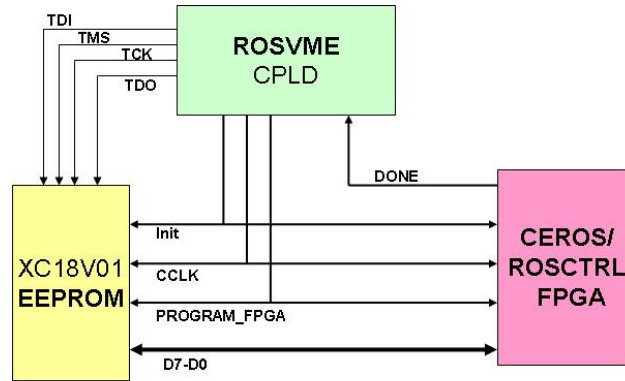 TDI
TMS
TCK
TDO
ROSVME
CPLD
DONE
XC18V01
EEPROM
Init
CCLK
PROGRAM_FPGA
D7-D0
CEROS/
ROSCTRL
FPGA